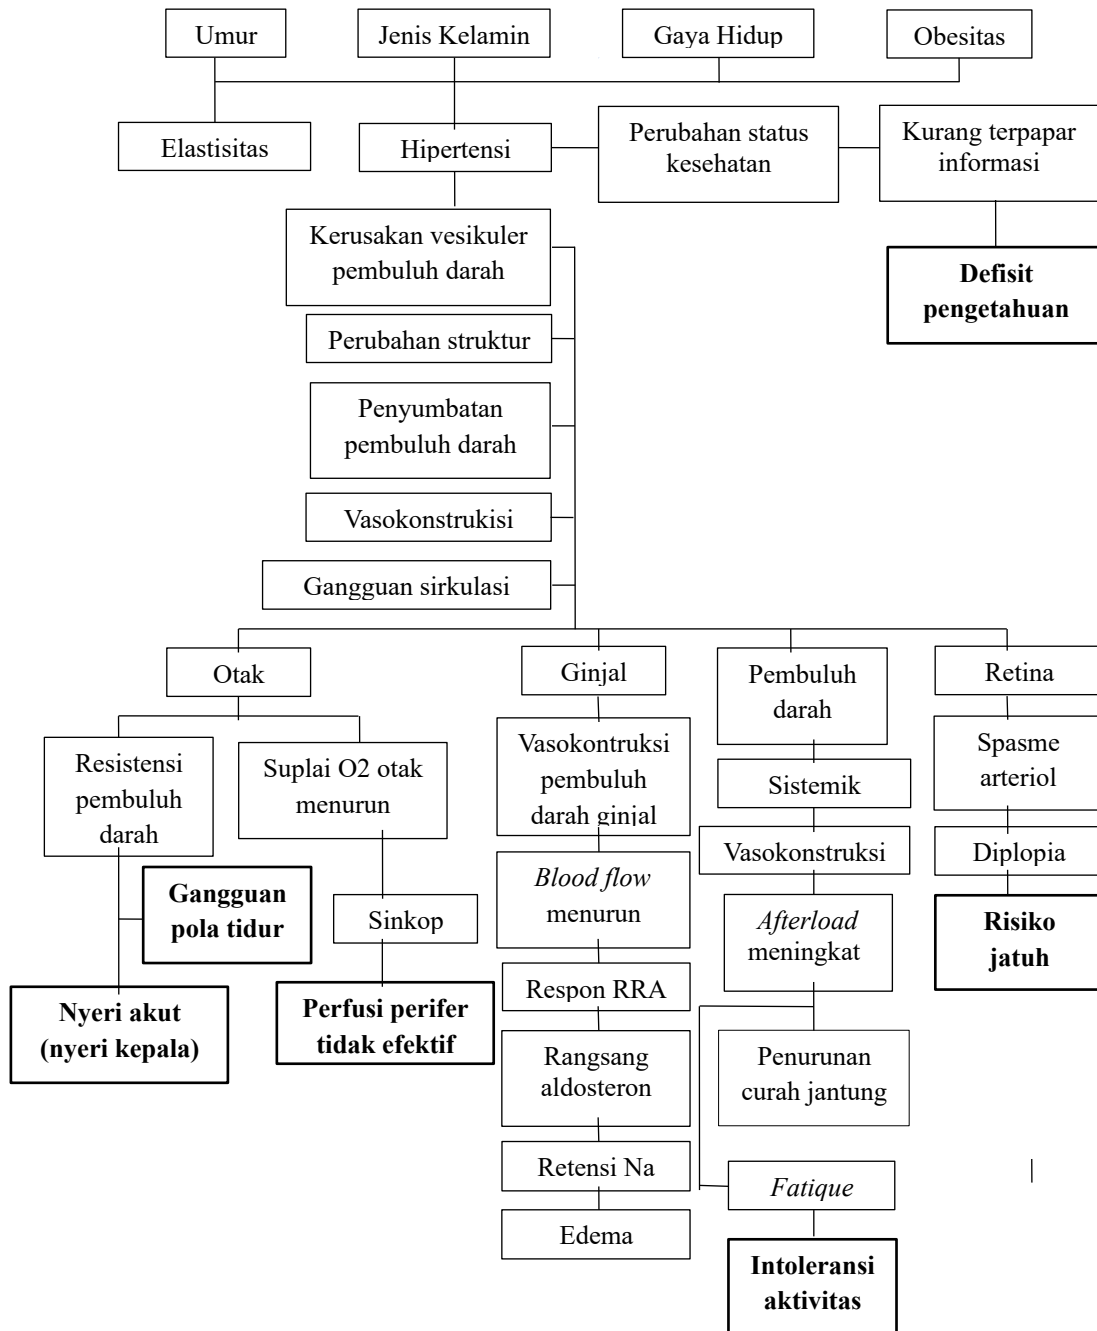 Umur
Jenis Kelamin
Gaya Hidup
Obesitas
Elastisitas
Hipertensi
Perubahan status
kesehatan
Kurang terpapar
informasi
Kerusakan vesikuler
pembuluh darah
Defisit
pengetahuan
Perubahan struktur
Penyumbatan
pembuluh darah
Vasokonstrukisi
Gangguan sirkulasi
Otak
Ginjal
Pembuluh
darah
Retina
Resistensi
pembuluh
darah
Suplai O2 otak
menurun
Vasokontruksi
pembuluh
darah ginjal
Sistemik
Spasme
arteriol
Vasokonstruksi
Diplopia
Gangguan
pola tidur
Sinkop
Blood flow
menurun
Afterload
meningkat
Risiko
jatuh
Nyeri akut
(nyeri kepala)
Perfusi perifer
tidak efektif
Respon RRA
Rangsang
aldosteron
Penurunan
curah jantung
Retensi Na
Fatique
Edema
Intoleransi
aktivitas